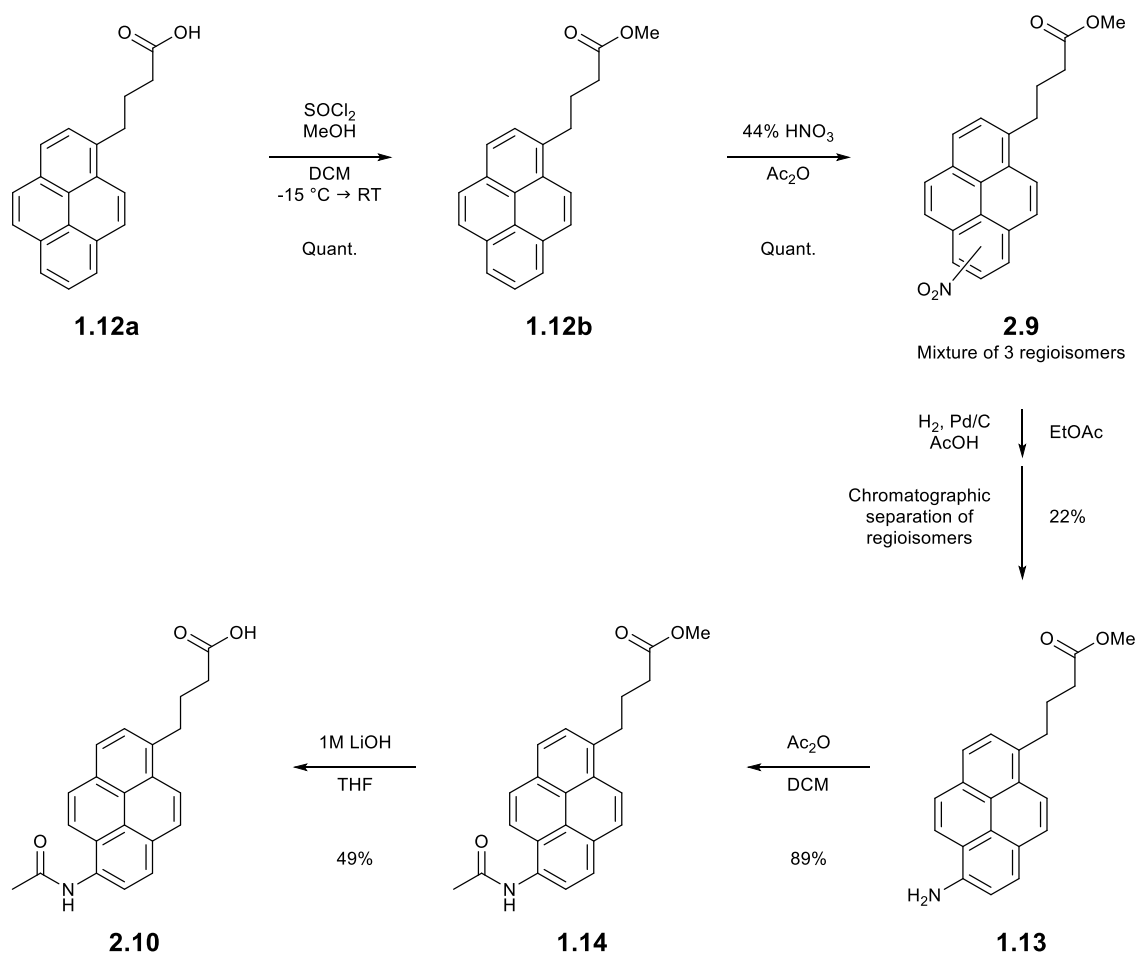 O
OH
SOCl2
MeOH
DCM
-15 °C → RT
Quant.
O
OMe
44% HNO3
Ac2O
Quant.
O
OMe
O2N
1.12a
1.12b
2.9
Mixture of 3 regioisomers
H2, Pd/C
AcOH
EtOAc
Chromatographic
separation of
regioisomers
22%
O
OH
1M LiOH
THF
49%
O
OMe
Ac2O
DCM
89%
O
OMe
O
N
H
O
N
H
H2N
2.10
1.14
1.13